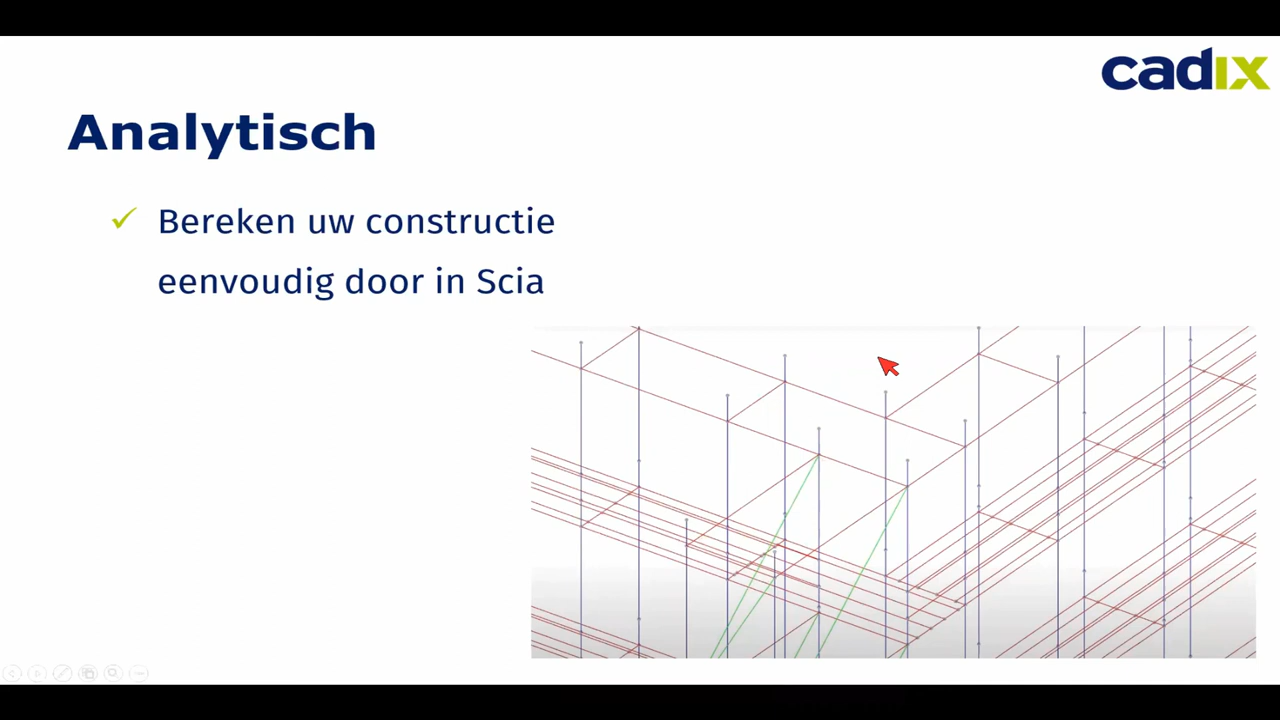 cadix
Analytisch
Bereken uw constructie
eenvoudig door in Scia